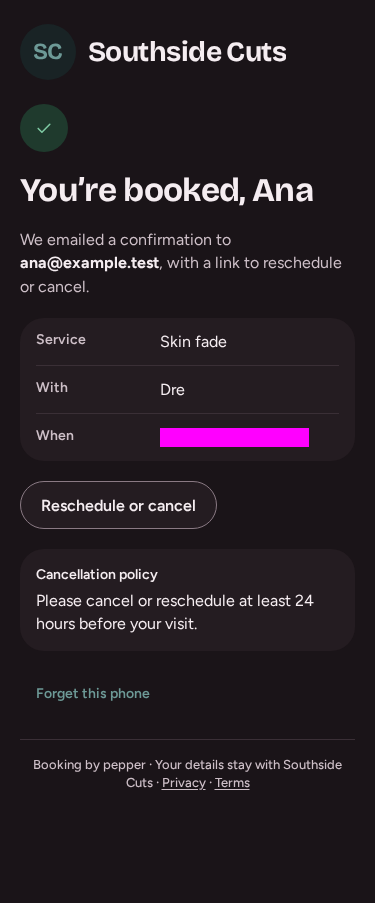 SC
Southside Cuts
You're booked, Ana
We emailed a confirmation to
ana@example.test, with a link to reschedule
or cancel.
Service
Skin fade
With
Dre
When
Reschedule or cancel
Cancellation policy
Please cancel or reschedule at least 24
hours before your visit.
Forget this phone
Booking by pepper · Your details stay with Southside
Cuts · Privacy · Terms